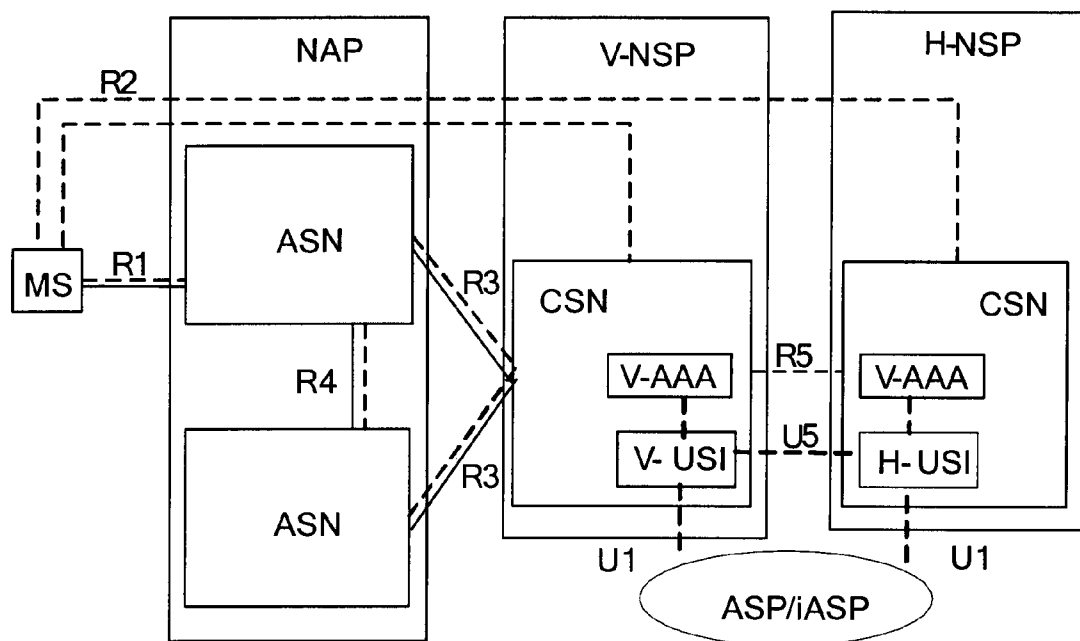 NAP
V-NSP
H-NSP
R2
ASN
MS
R1
R3
CSN
CSN
R4
V-AAA
R5
V-AAA
V- USI
U5
H- USI
R3
ASN
U1
U1
ASP/iASP